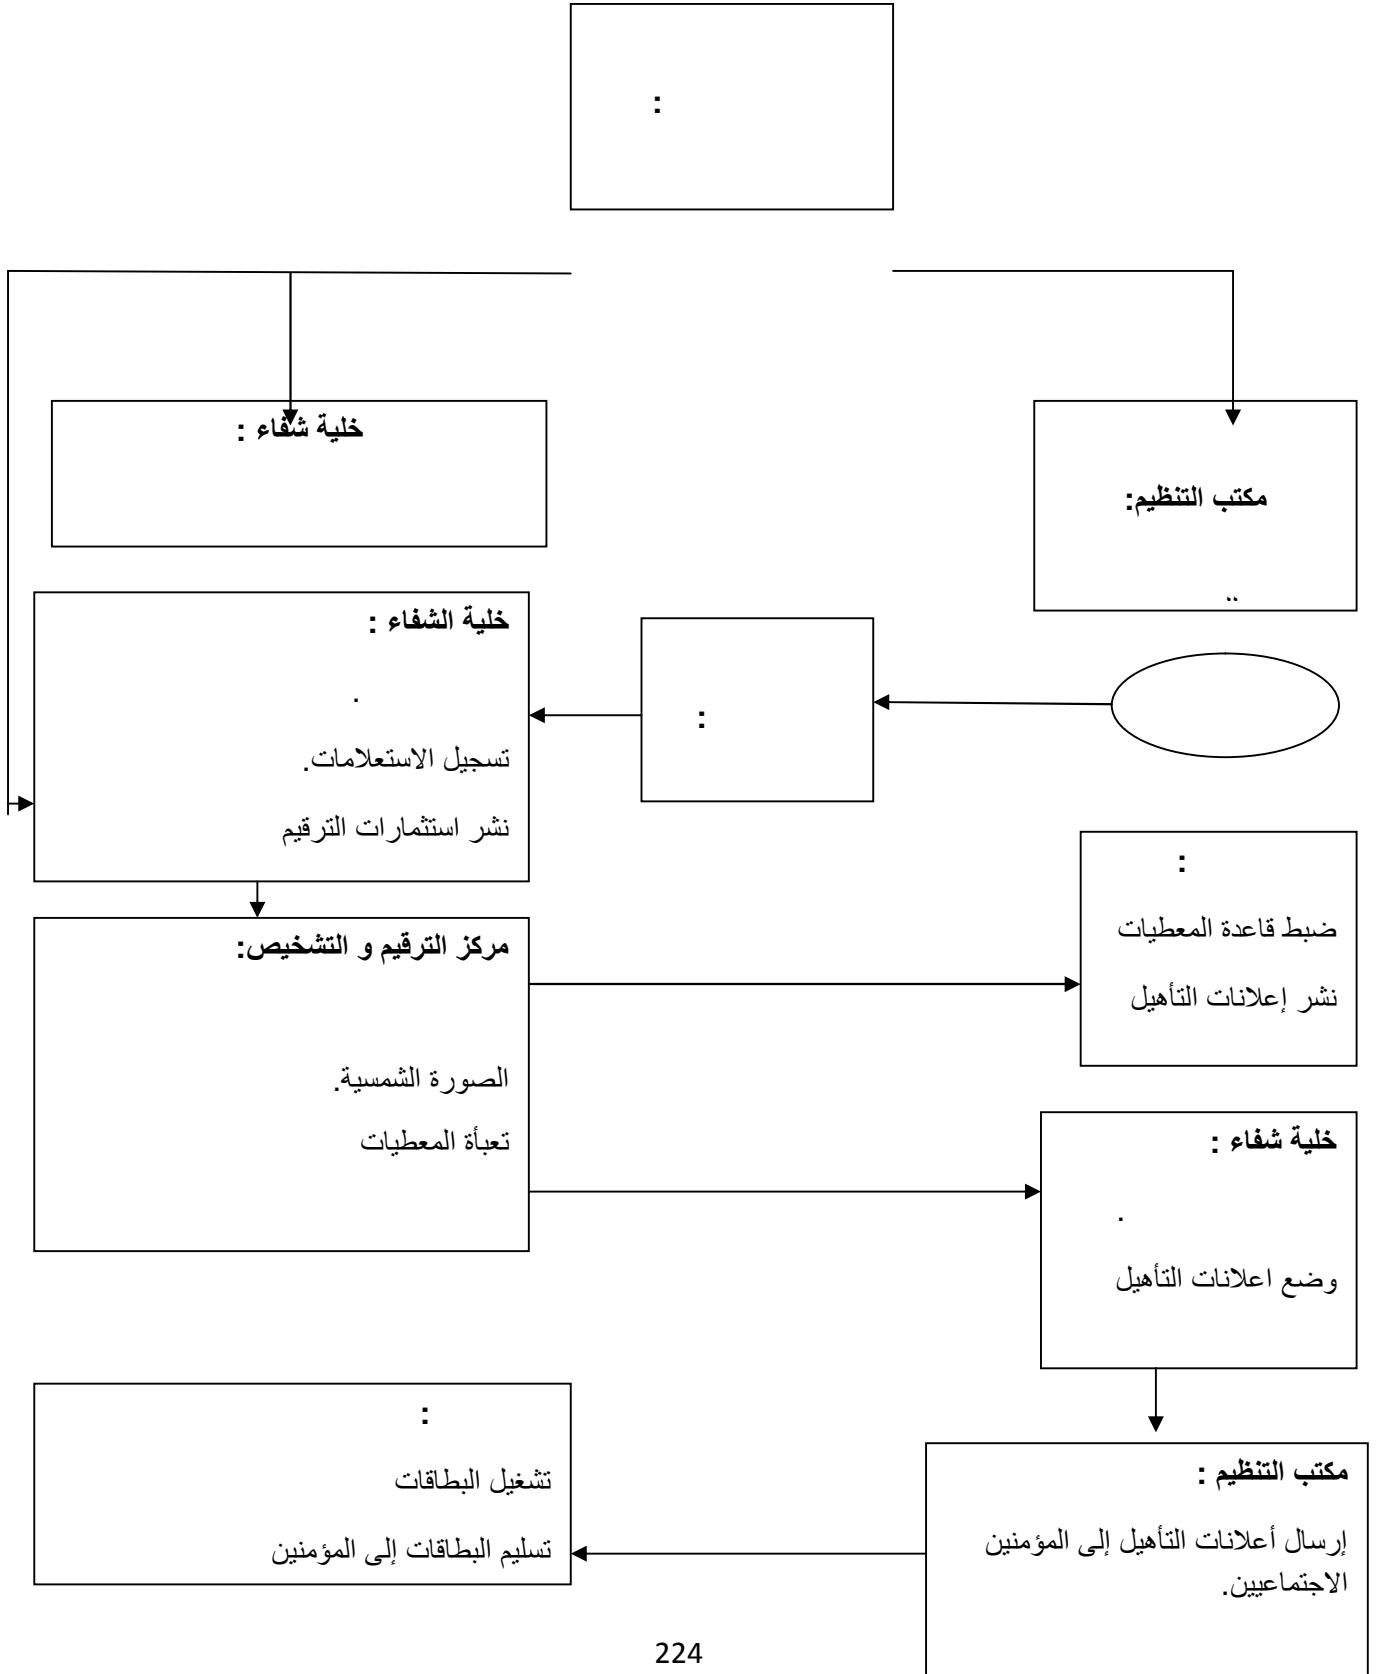 :
خلية شفاء :
مكتب التنظيم:
..
خلية الشفاء :
.
تسجيل الاستعلامات.
نشر استثمارات الترقيم
:
:
ضبط قاعدة المعطيات
نشر إعلانات التأهيل
مركز الترقيم و التشخيص:
الصورة الشمسية.
تعبأة المعطيات
خلية شفاء :
.
وضع اعلانات التأهيل
:
تشغيل البطاقات
تسليم البطاقات إلى المؤمنين
مكتب التنظيم :
إرسال أعلانات التأهيل إلى المؤمنين
الاجتماعيين.
224